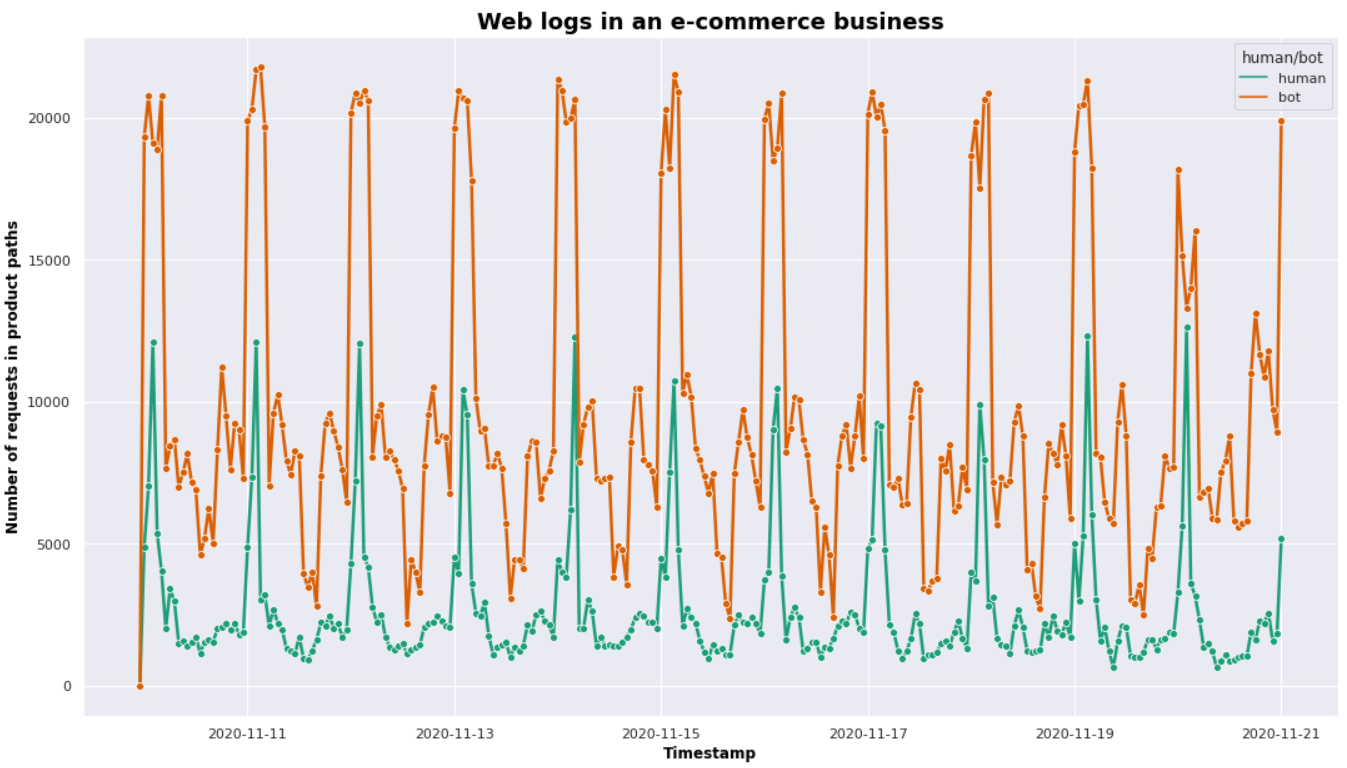 Web logs in an e-commerce business
human/bot
human
bot
Number of requests in product paths
20000
15000
10000
5000
0
2020-11-11
2020-11-13
2020-11-15
2020-11-17
2020-11-19
2020-11-21
Timestamp